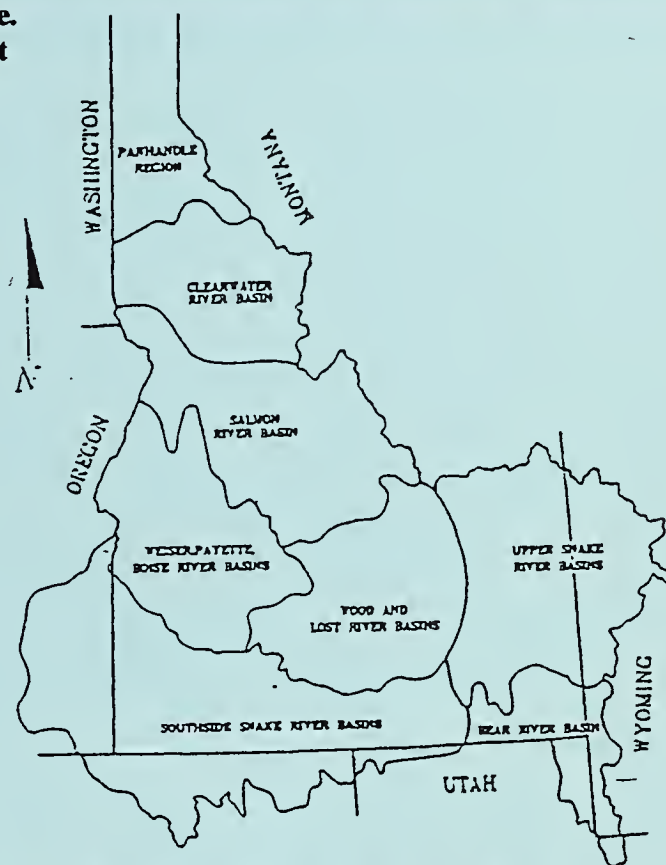 e.
t
WASHINGTON
MONTANA
PANHANDLE
REGION
CLEARWATER
RIVER BASIN
N
SALMON
RIVER BASIN
OREGON
WEISER, PAYETTE,
BOISE RIVER BASINS
UPPER SNAKE
RIVER BASINS
WOOD AND
LOST RIVER BASINS
WYOMING
SOUTHSIDE SNAKE RIVER BASINS
BEAR RIVER BASIN
UTAH